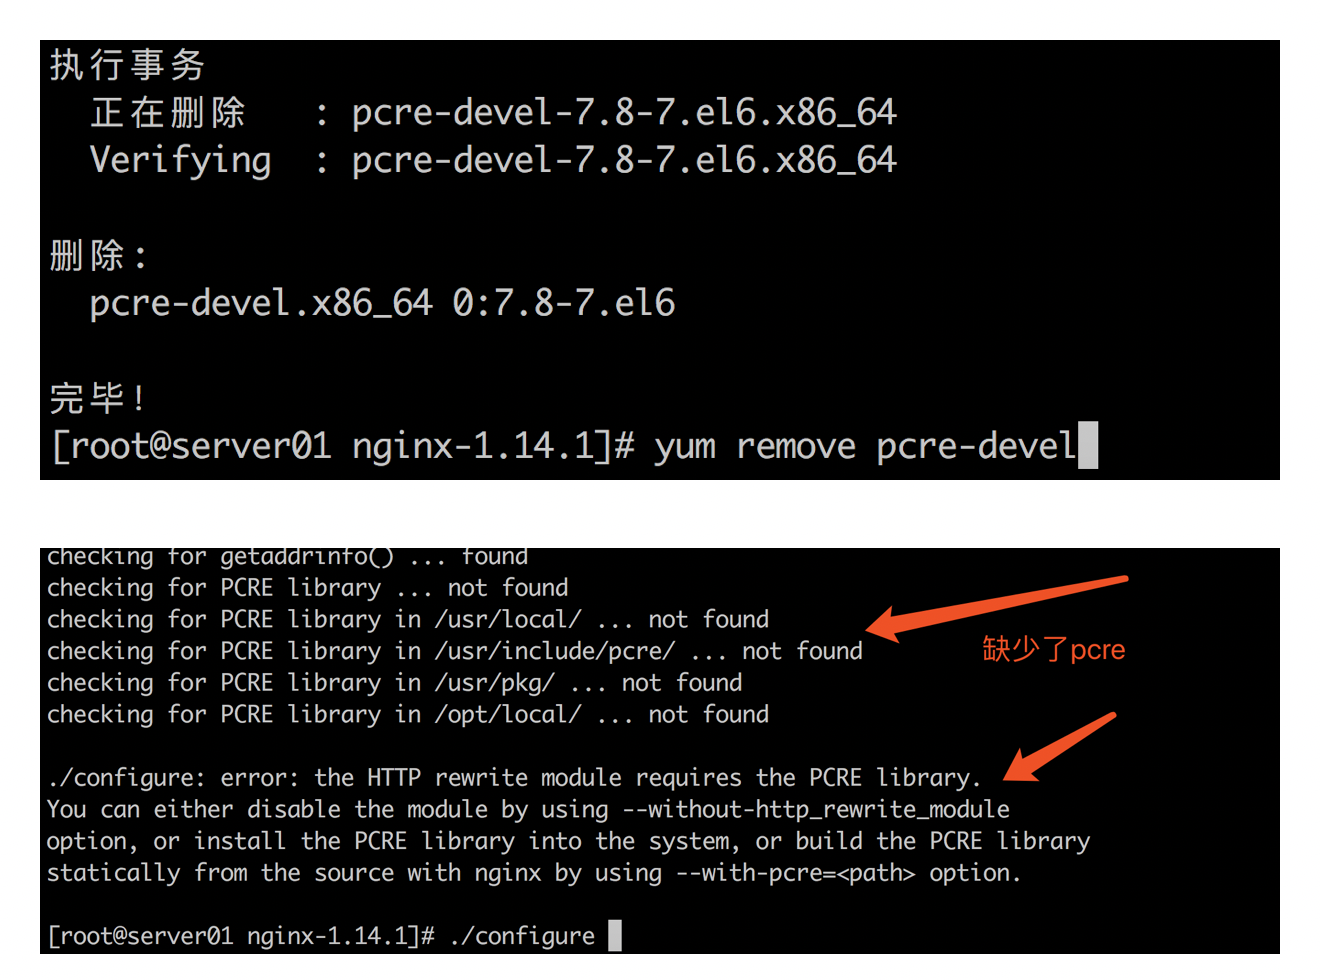 执行事务
正在删除 : pcre-devel-7.8-7.el6.x86_64
Verifying : pcre-devel-7.8-7.el6.x86_64
删除:
pcre-devel.x86_64 0:7.8-7.el6
完毕!
[root@server01 nginx-1.14.1]# yum remove pcre-devel
checking for getaddrinfo() ... found
checking for PCRE library ... not found
checking for PCRE library in /usr/local/ ... not found
checking for PCRE library in /usr/include/pcre/ ... not found
缺少了pcre
checking for PCRE library in /usr/pkg/ ... not found
checking for PCRE library in /opt/local/ ... not found
./configure: error: the HTTP rewrite module requires the PCRE library.
You can either disable the module by using --without-http_rewrite_module
option, or install the PCRE library into the system, or build the PCRE library
statically from the source with nginx by using --with-pcre=<path> option.
[root@server01 nginx-1.14.1]# ./configure